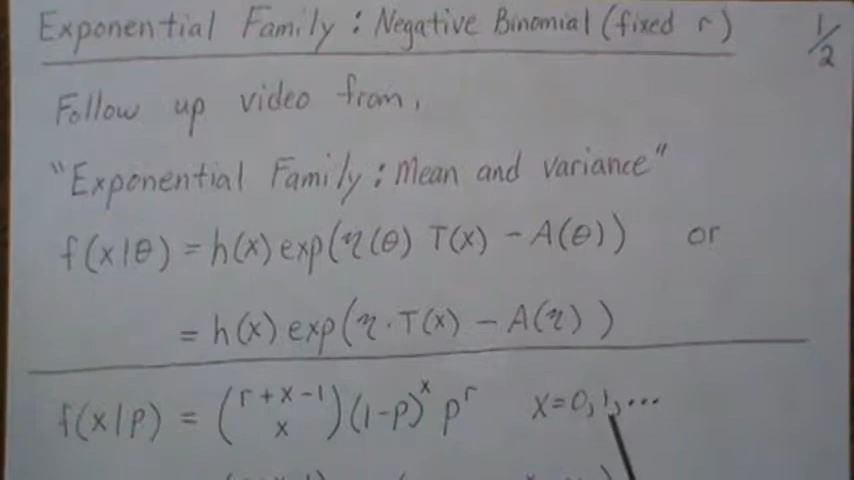 Exponential Family : Negative Binomial (fixed r) 1/2
Follow up video from,
"Exponential Family : Mean and variance"
f(x|θ) = h(x) exp(η(θ) T(x) - A(θ)) or
= h(x) exp(η · T(x) - A(η))
f(x|p) = (r+x-1 x)(1-p)^x p^r x=0,1,...